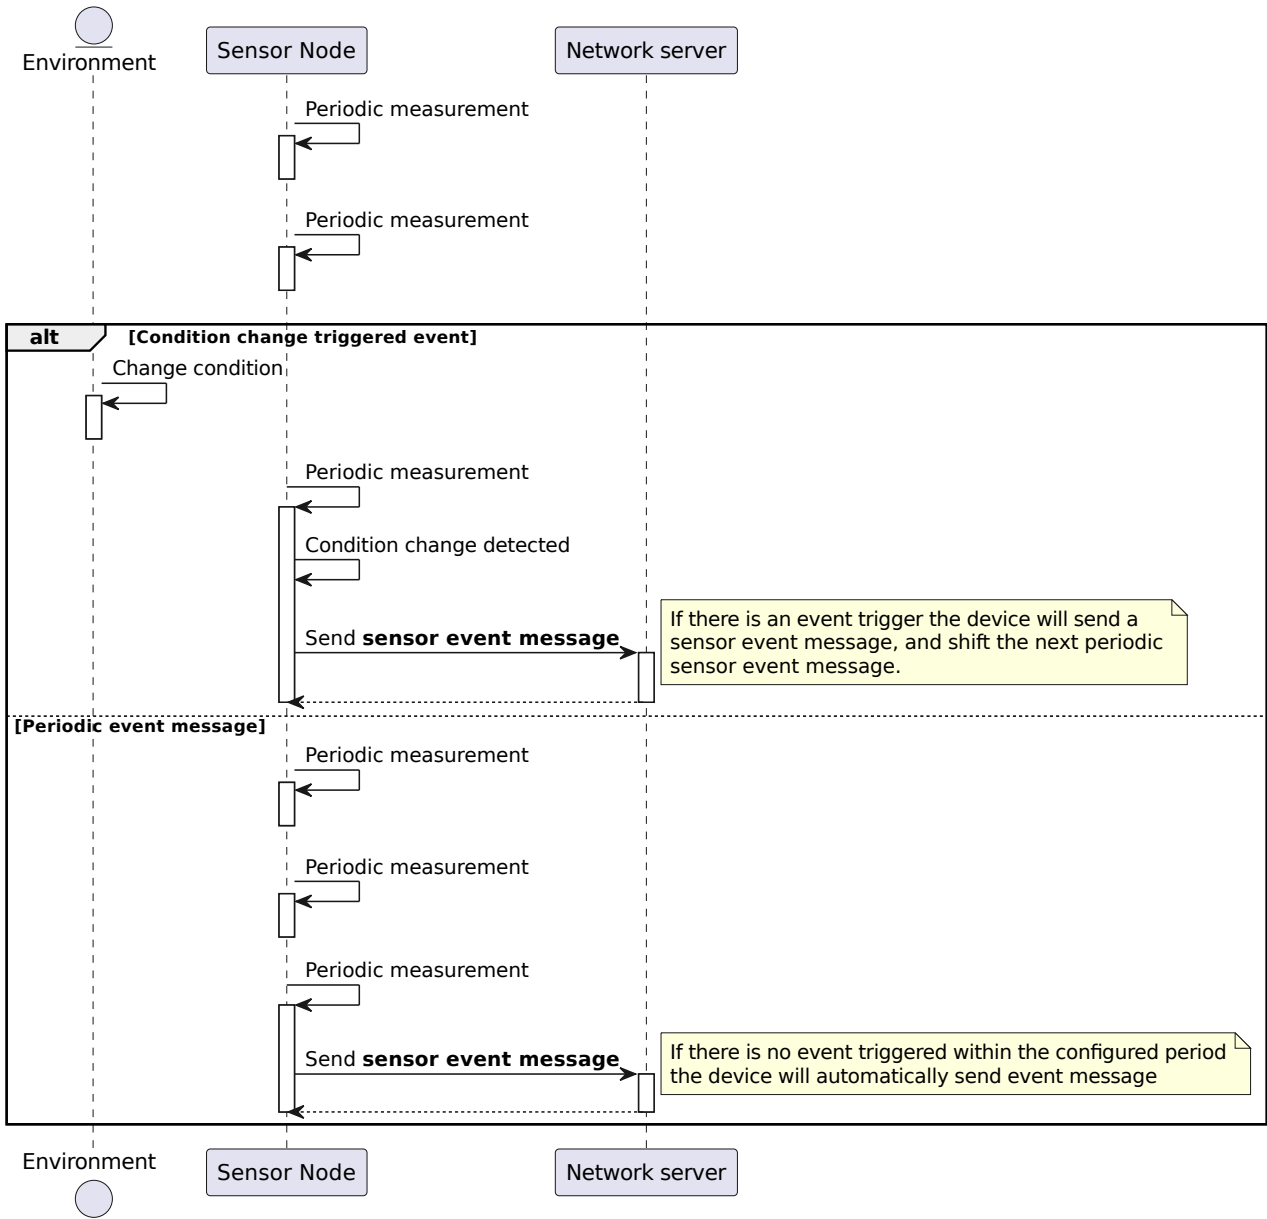 Environment
Sensor Node
Network server
Periodic measurement
Periodic measurement
alt
[Condition change triggered event]
Change condition
Periodic measurement
Condition change detected
Send sensor event message
If there is an event trigger the device will send a
sensor event message, and shift the next periodic
sensor event message.
[Periodic event message]
Periodic measurement
Periodic measurement
Periodic measurement
Send sensor event message
If there is no event triggered within the configured period
the device will automatically send event message
Environment
Sensor Node
Network server